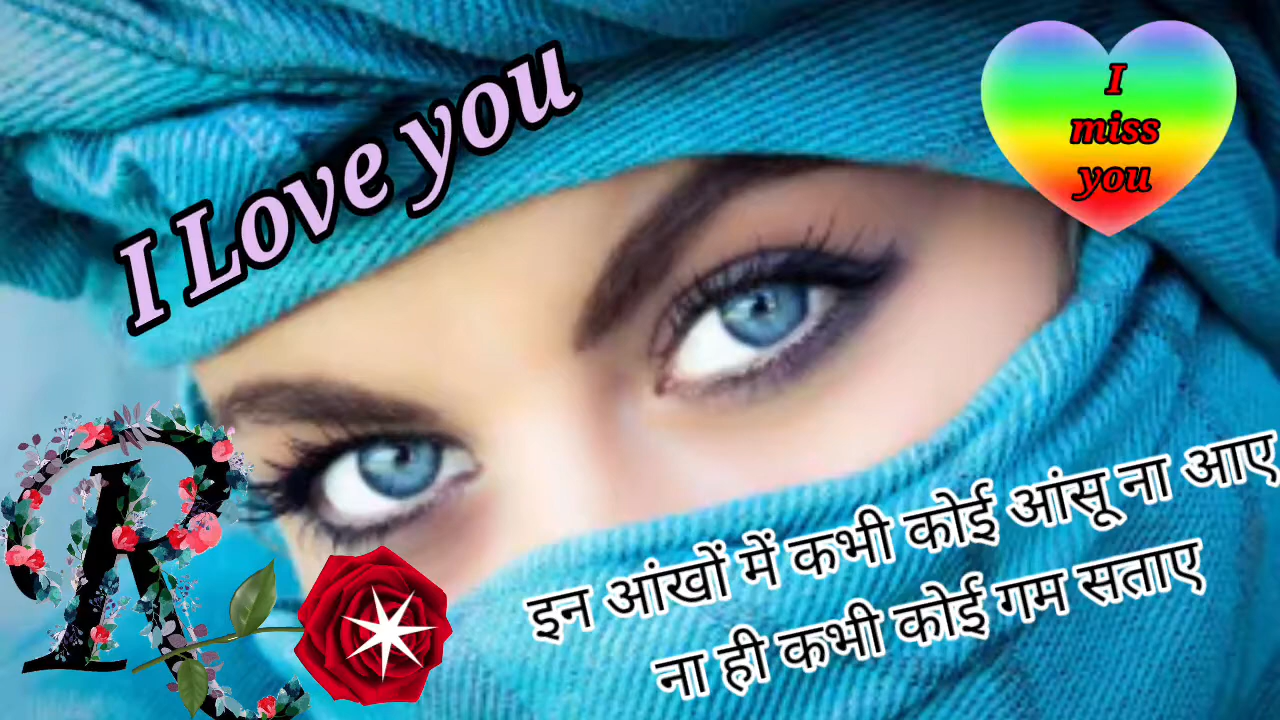 I Love you
I
miss
you
R
इन आंखों में कभी कोई आंसू ना आए
ना ही कभी कोई गम सताए